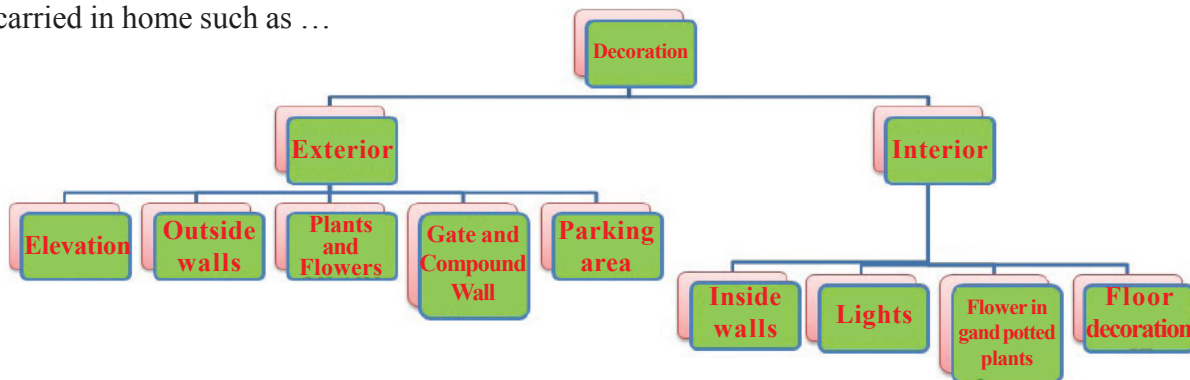 carried in home such as …
Decoration
Exterior
Interior
Elevation
Outside
walls
Plants
and
Flowers
Gate and
Compound
Wall
Parking
area
Inside
walls
Lights
Flower in
gand potted
plants
Floor
decoration